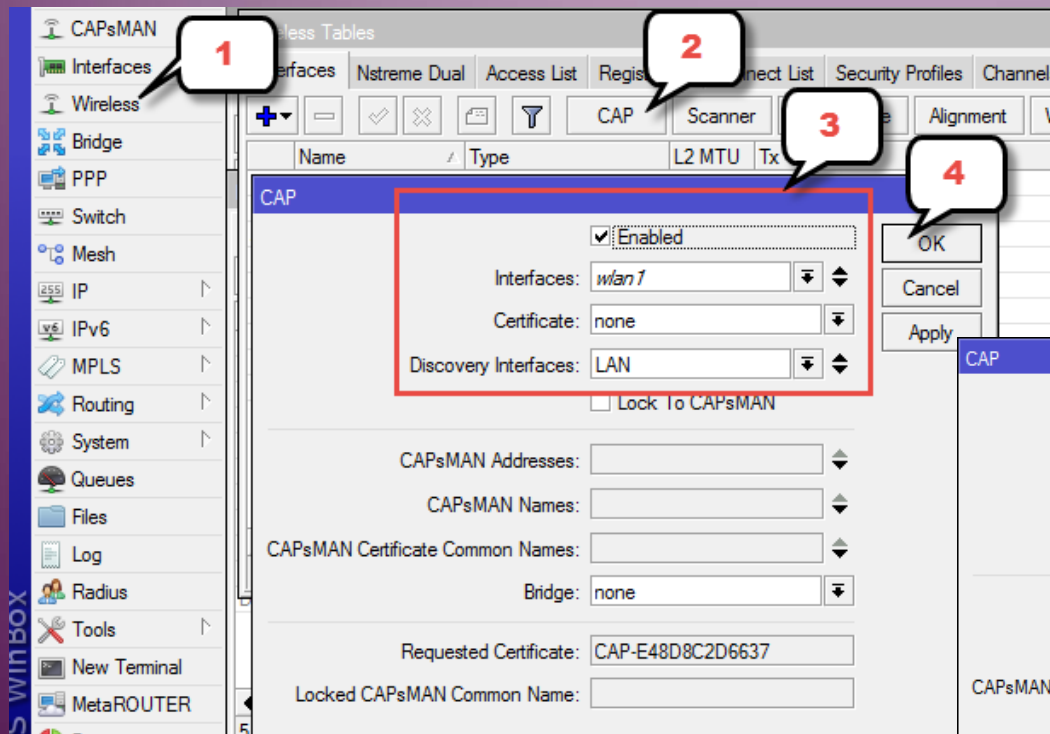 CAPsMAN
Interfaces
Wireless
Bridge
PPP
Switch
Mesh
255 IP
v6 IPv6
MPLS
Routing
System
Queues
Files
Log
Radius
Tools
New Terminal
MetaROUTER
WinBox
1
2
3
4
Tables
Nstreme Dual Access List Connect List Security Profiles Channel
CAP Scanner Alignment
Name Type L2 MTU Tx
CAP
Enabled
OK
Interfaces: wlan1
Cancel
Certificate: none
Apply
Discovery Interfaces: LAN
Lock To CAPsMAN
CAPsMAN Addresses:
CAPsMAN Names:
CAPsMAN Certificate Common Names:
Bridge: none
Requested Certificate: CAP-E48D8C2D6637
Locked CAPsMAN Common Name:
CAP
CAPsMAN